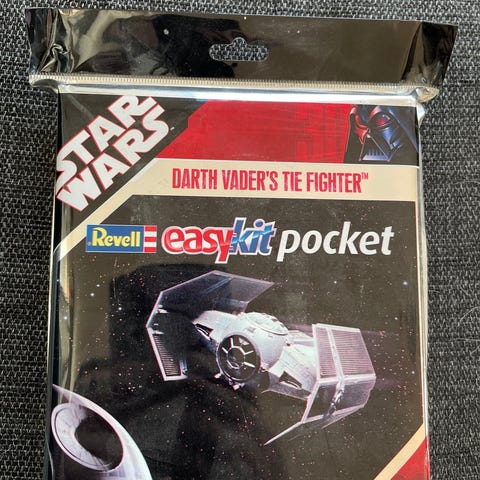 STAR
WARS
DARTH VADER'S TIE FIGHTER™
Revell easykit pocket